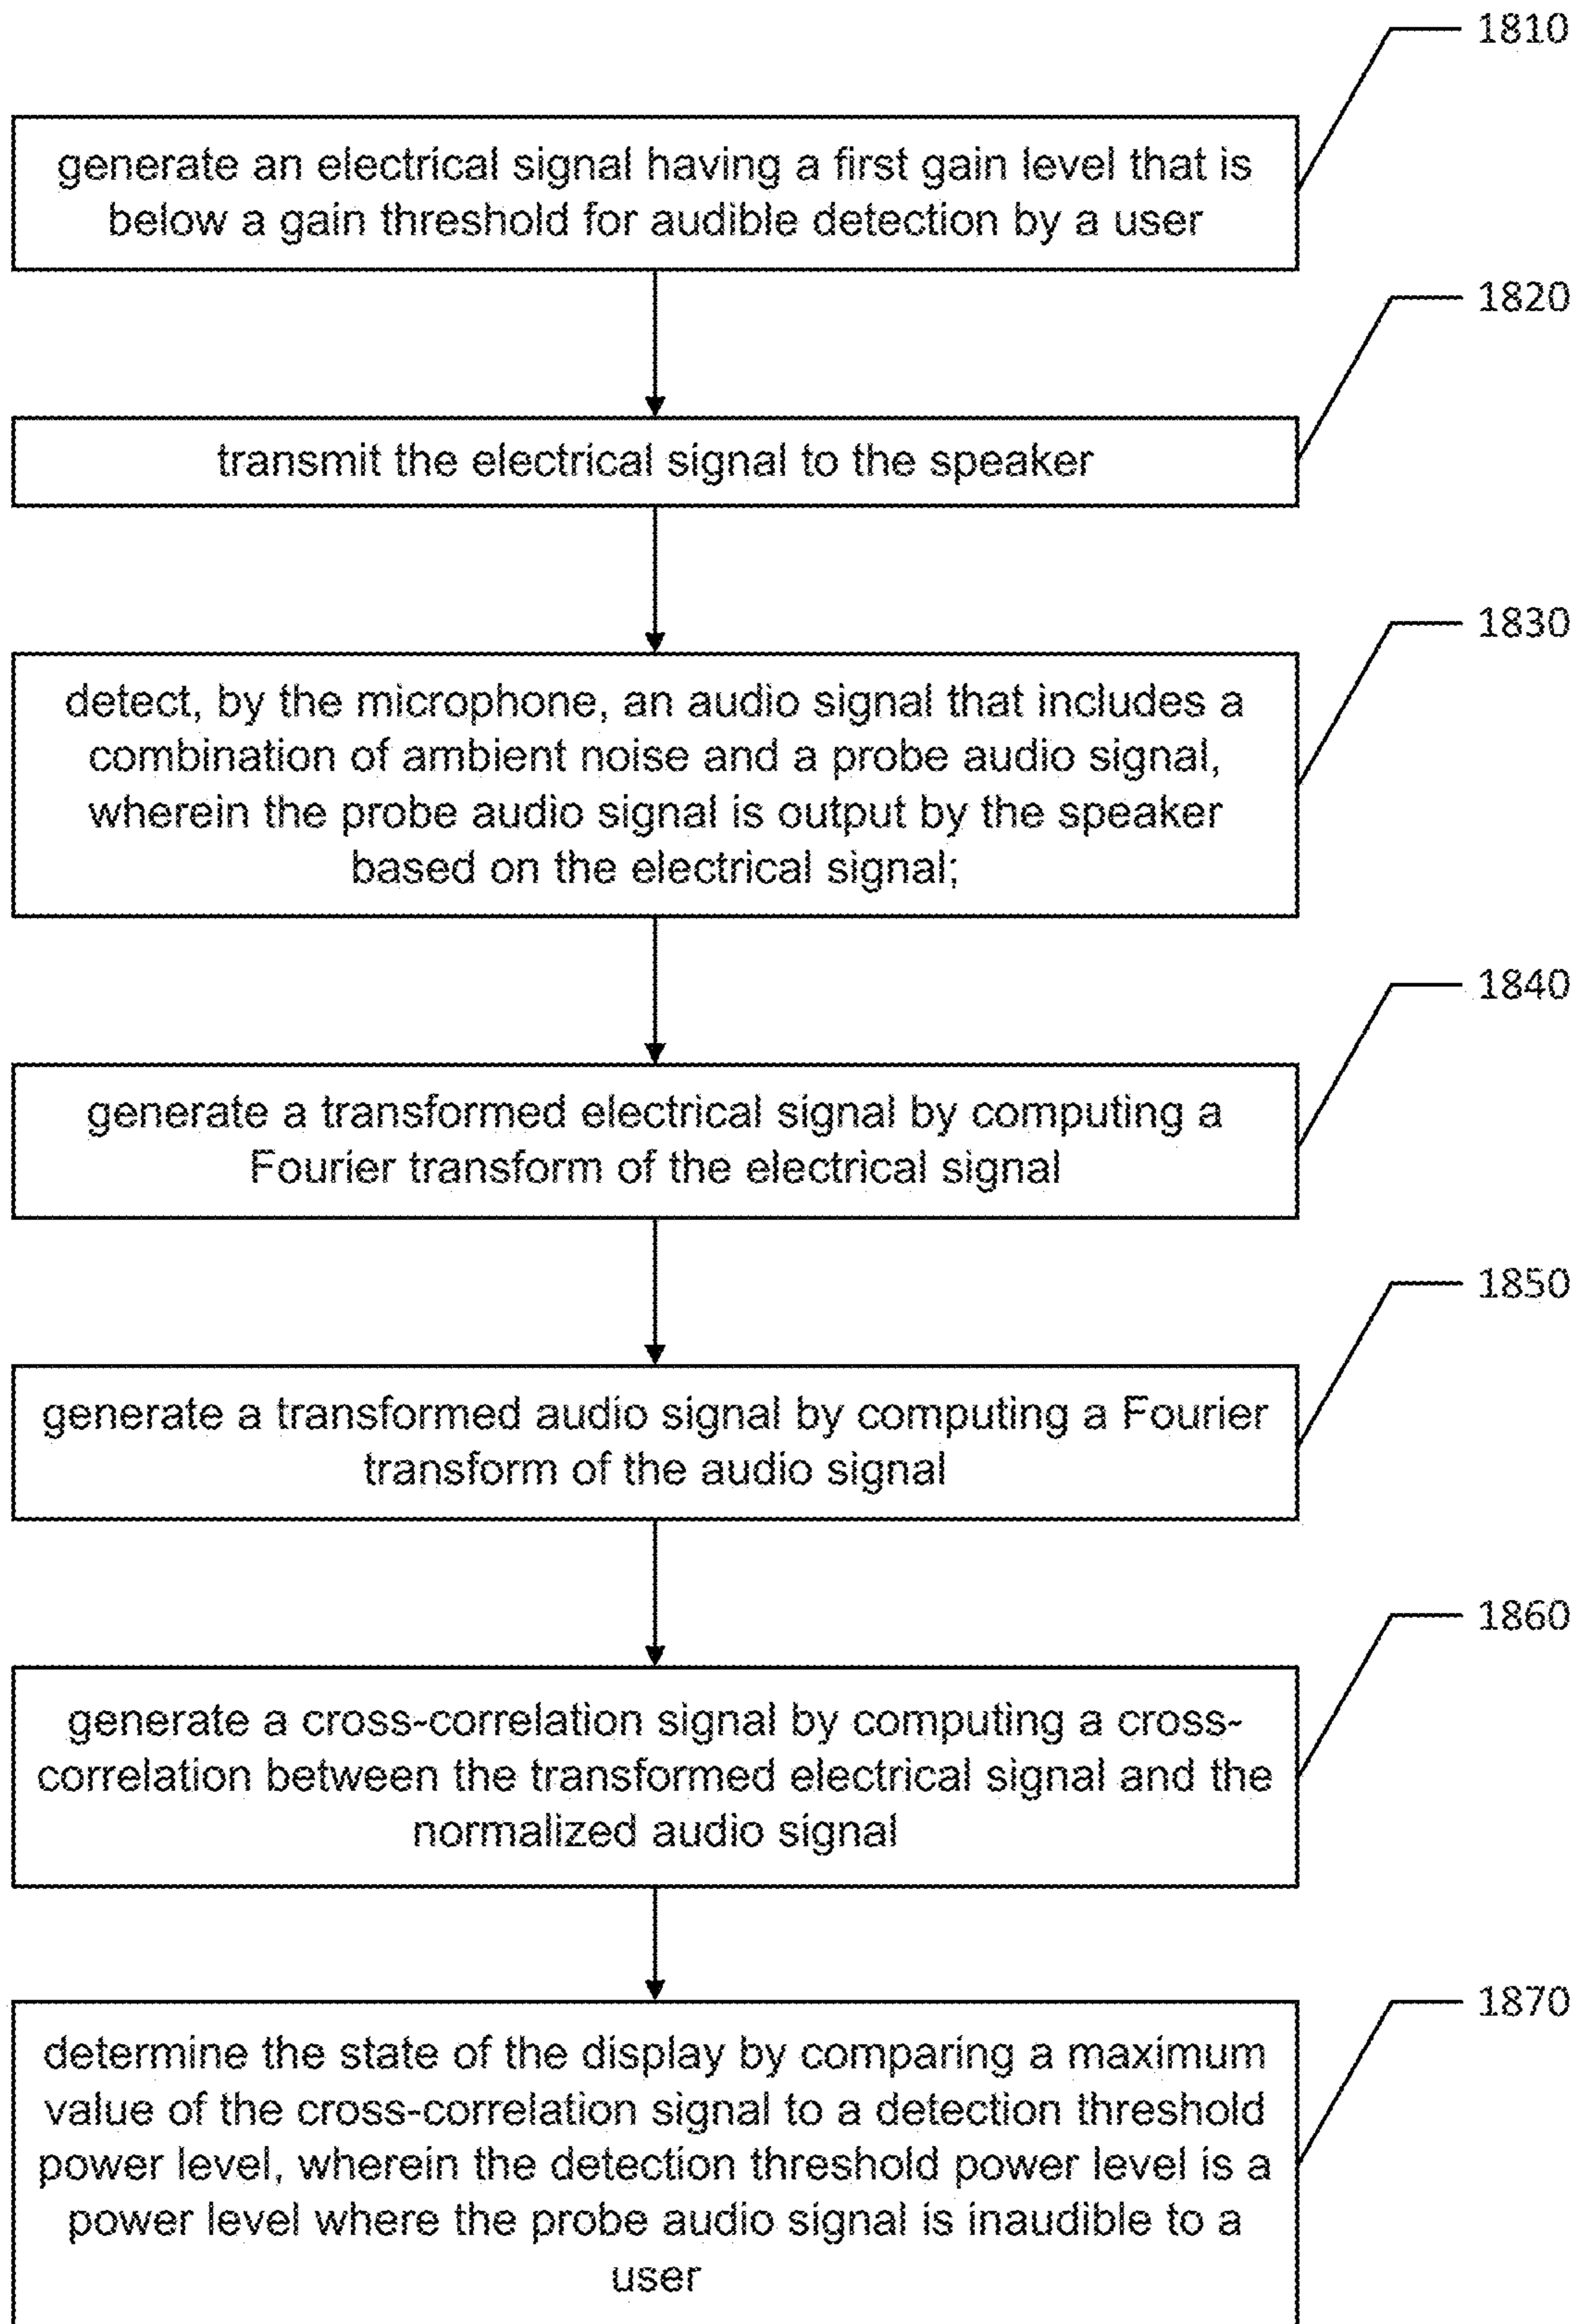 1810
generate an electrical signal having a first gain level that is
below a gain threshold for audible detection by a user
1820
transmit the electrical signal to the speaker
1830
detect, by the microphone, an audio signal that includes a
combination of ambient noise and a probe audio signal,
wherein the probe audio signal is output by the speaker
based on the electrical signal;
1840
generate a transformed electrical signal by computing a
Fourier transform of the electrical signal
1850
generate a transformed audio signal by computing a Fourier
transform of the audio signal
1860
generate a cross-correlation signal by computing a cross-
correlation between the transformed electrical signal and the
normalized audio signal
1870
determine the state of the display by comparing a maximum
value of the cross-correlation signal to a detection threshold
power level, wherein the detection threshold power level is a
power level where the probe audio signal is inaudible to a
user